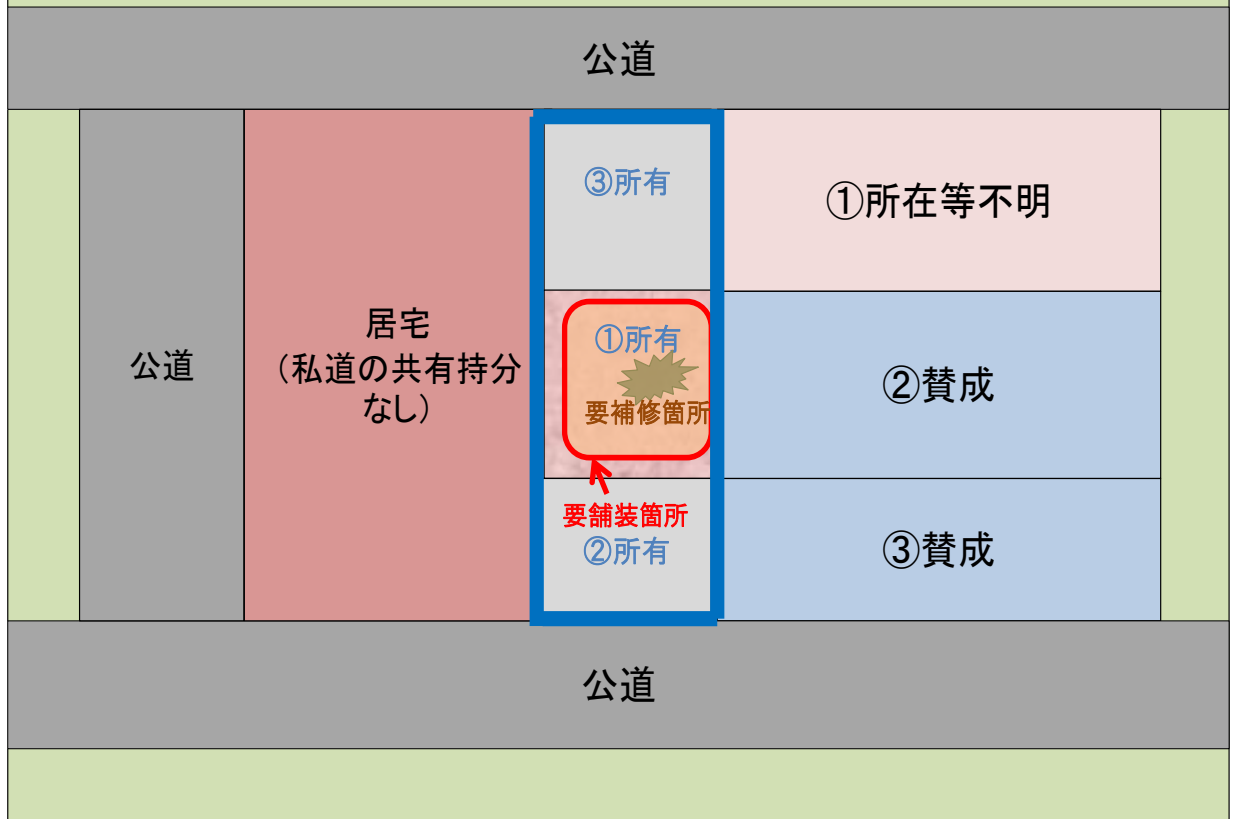 公道
③所有
①所在等不明
公道
居宅
（私道の共有持分
なし）
①所有
要補修箇所
②賛成
要舗装箇所
②所有
③賛成
公道